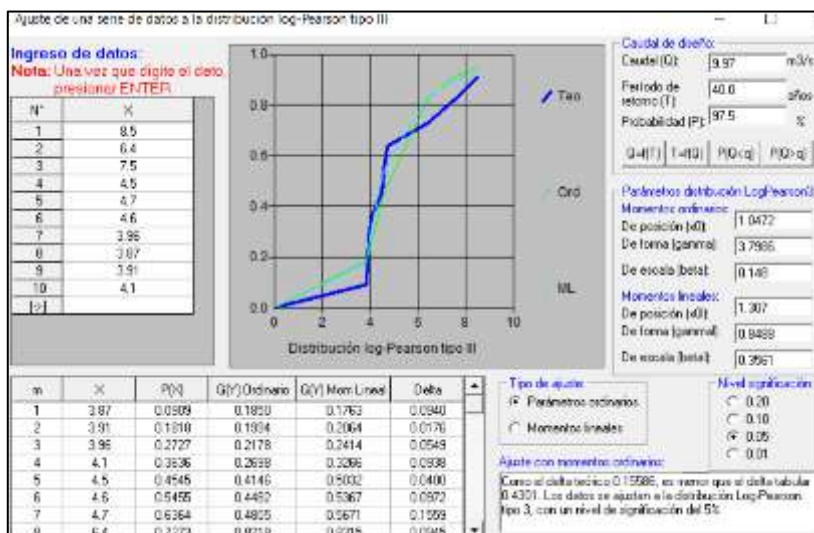 Ajuste de una serie de datos a la distribución log-Pearson tipo III
Ingreso de datos:
Nota: Una vez que digite el dato,
presionar ENTER
N° X
1 8.5
2 6.4
3 7.5
4 4.5
5 4.7
6 4.6
7 3.96
8 3.87
9 3.91
10 4.1
1.0
0.8
0.6
0.4
0.2
0.0
0 2 4 6 8 10
Distribución log-Pearson tipo III
Teo
Ord
ML
Caudal de diseño:
Caudal (Q): 9.97 m3/s
Período de
retorno (T): 40.0 años
Probabilidad (P): 97.5 %
Q=f(T) T=f(Q) P(Q<q) P(Q>q)
Parámetros distribución LogPearson3
Momentos ordinarios:
De posición (x0): 1.0472
De forma (gamma): 3.7986
De escala (beta): 0.148
Momentos lineales:
De posición (x0): 1.307
De forma (gamma): 0.8488
De escala (beta): 0.3561
m X P(X) G(Y) Ordinario G(Y) Mom Lineal Delta
1 3.87 0.0909 0.1850 0.1763 0.0940
2 3.91 0.1818 0.1994 0.2064 0.0176
3 3.96 0.2727 0.2178 0.2414 0.0549
4 4.1 0.3636 0.2698 0.3266 0.0938
5 4.5 0.4545 0.4146 0.5032 0.0400
6 4.6 0.5455 0.4482 0.5367 0.0972
7 4.7 0.6364 0.4805 0.5671 0.1559
Tipo de ajuste:
Parámetros ordinarios
Momentos lineales
Nivel significación:
0.20
0.10
0.05
0.01
Ajuste con momentos ordinarios:
Como el delta teórico 0.15586, es menor que el delta tabular
0.4301. Los datos se ajustan a la distribución Log-Pearson
tipo 3, con un nivel de significación del 5%